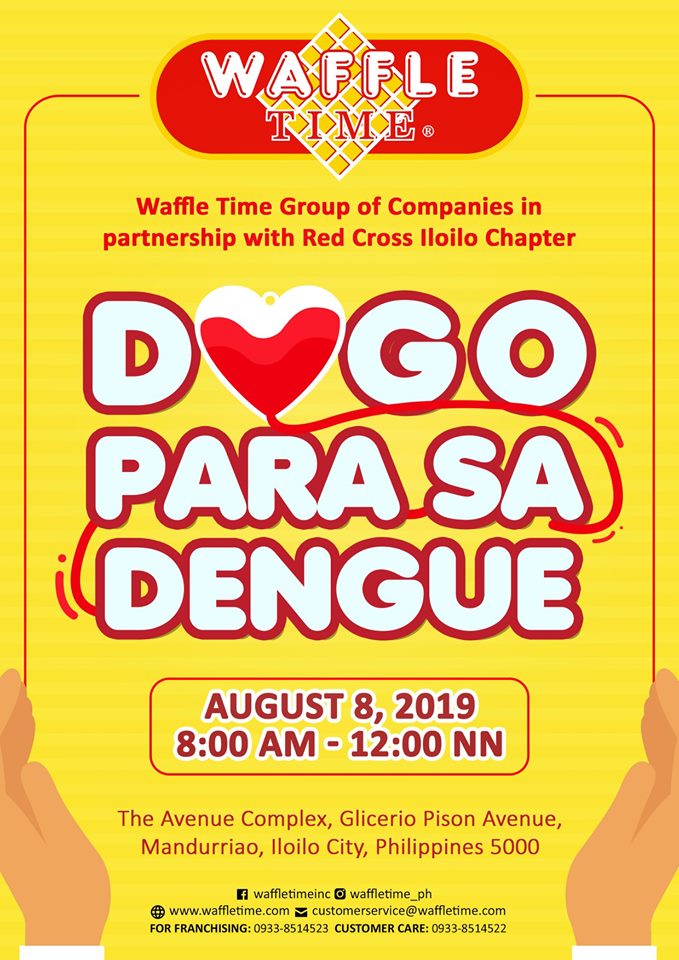 WAFFLE
TIME®
Waffle Time Group of Companies in
partnership with Red Cross Iloilo Chapter
DUGO
PARA SA
DENGUE
AUGUST 8, 2019
8:00 AM - 12:00 NN
The Avenue Complex, Glicerio Pison Avenue,
Mandurriao, Iloilo City, Philippines 5000
waffletimeinc waffletime_ph
www.waffletime.com customerservice@waffletime.com
FOR FRANCHISING: 0933-8514523 CUSTOMER CARE: 0933-8514522